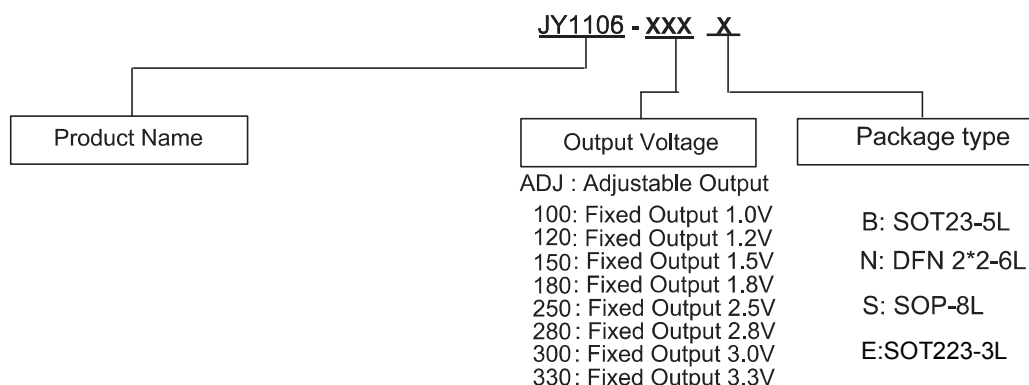 JY1106 - XXX X
Product Name
Output Voltage
ADJ : Adjustable Output
100: Fixed Output 1.0V
120: Fixed Output 1.2V
150: Fixed Output 1.5V
180: Fixed Output 1.8V
250: Fixed Output 2.5V
280: Fixed Output 2.8V
300: Fixed Output 3.0V
330: Fixed Output 3.3V
Package type
B: SOT23-5L
N: DFN 2*2-6L
S: SOP-8L
E:SOT223-3L